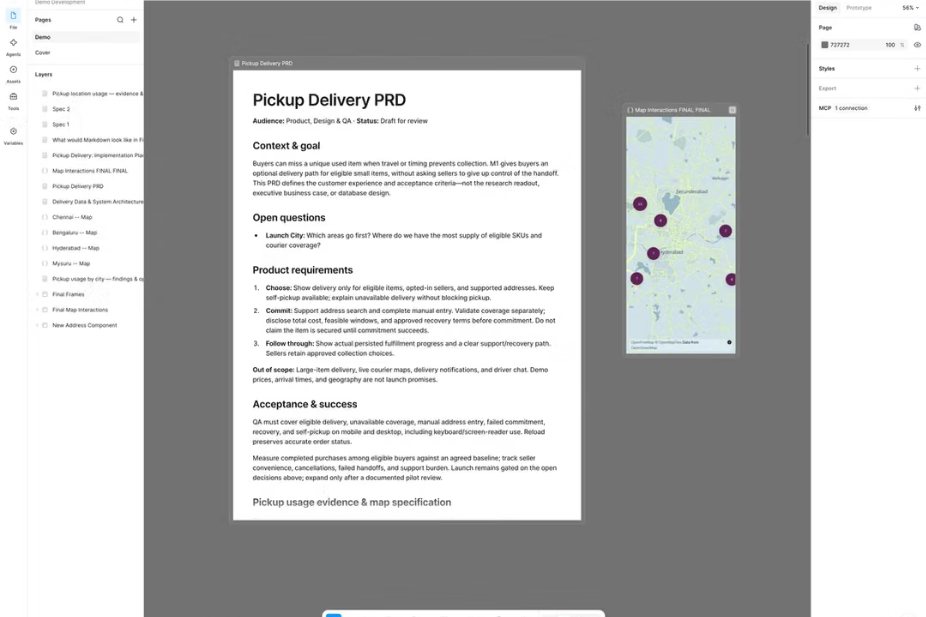 Demo Development
File
Agents
Assets
Tools
Variables
Pages
Demo
Cover
Layers
Pickup location usage — evidence &
Spec 2
Spec 1
What would Markdown look like in Fi
Pickup Delivery: Implementation Pla
Map Interactions FINAL FINAL
Pickup Delivery PRD
Delivery Data & System Architecture
Chennai — Map
Bengaluru — Map
Hyderabad — Map
Mysuru — Map
Pickup usage by city — findings & o
Final Frames
Final Map Interactions
New Address Component
Pickup Delivery PRD
Pickup Delivery PRD
Audience: Product, Design & QA · Status: Draft for review
Context & goal
Buyers can miss a unique used item when travel or timing prevents collection. M1 gives buyers an
optional delivery path for eligible small items, without asking sellers to give up control of the handoff.
This PRD defines the customer experience and acceptance criteria—not the research readout,
executive business case, or database design.
Open questions
• Launch City: Which areas go first? Where do we have the most supply of eligible SKUs and
courier coverage?
Product requirements
1. Choose: Show delivery only for eligible items, opted-in sellers, and supported addresses. Keep
self-pickup available; explain unavailable delivery without blocking pickup.
2. Commit: Support address search and complete manual entry. Validate coverage separately;
disclose total cost, feasible windows, and approved recovery terms before commitment. Do not
claim the item is secured until commitment succeeds.
3. Follow through: Show actual persisted fulfillment progress and a clear support/recovery path.
Sellers retain approved collection choices.
Out of scope: Large-item delivery, live courier maps, delivery notifications, and driver chat. Demo
prices, arrival times, and geography are not launch promises.
Acceptance & success
QA must cover eligible delivery, unavailable coverage, manual address entry, failed commitment,
recovery, and self-pickup on mobile and desktop, including keyboard/screen-reader use. Reload
preserves accurate order status.
Measure completed purchases among eligible buyers against an agreed baseline; track seller
convenience, cancellations, failed handoffs, and support burden. Launch remains gated on the open
decisions above; expand only after a documented pilot review.
Pickup usage evidence & map specification
Map Interactions FINAL FINAL
Secunderabad
Hyderabad
Design
Prototype
56%
Page
727272
100 %
Styles
Export
MCP 1 connection